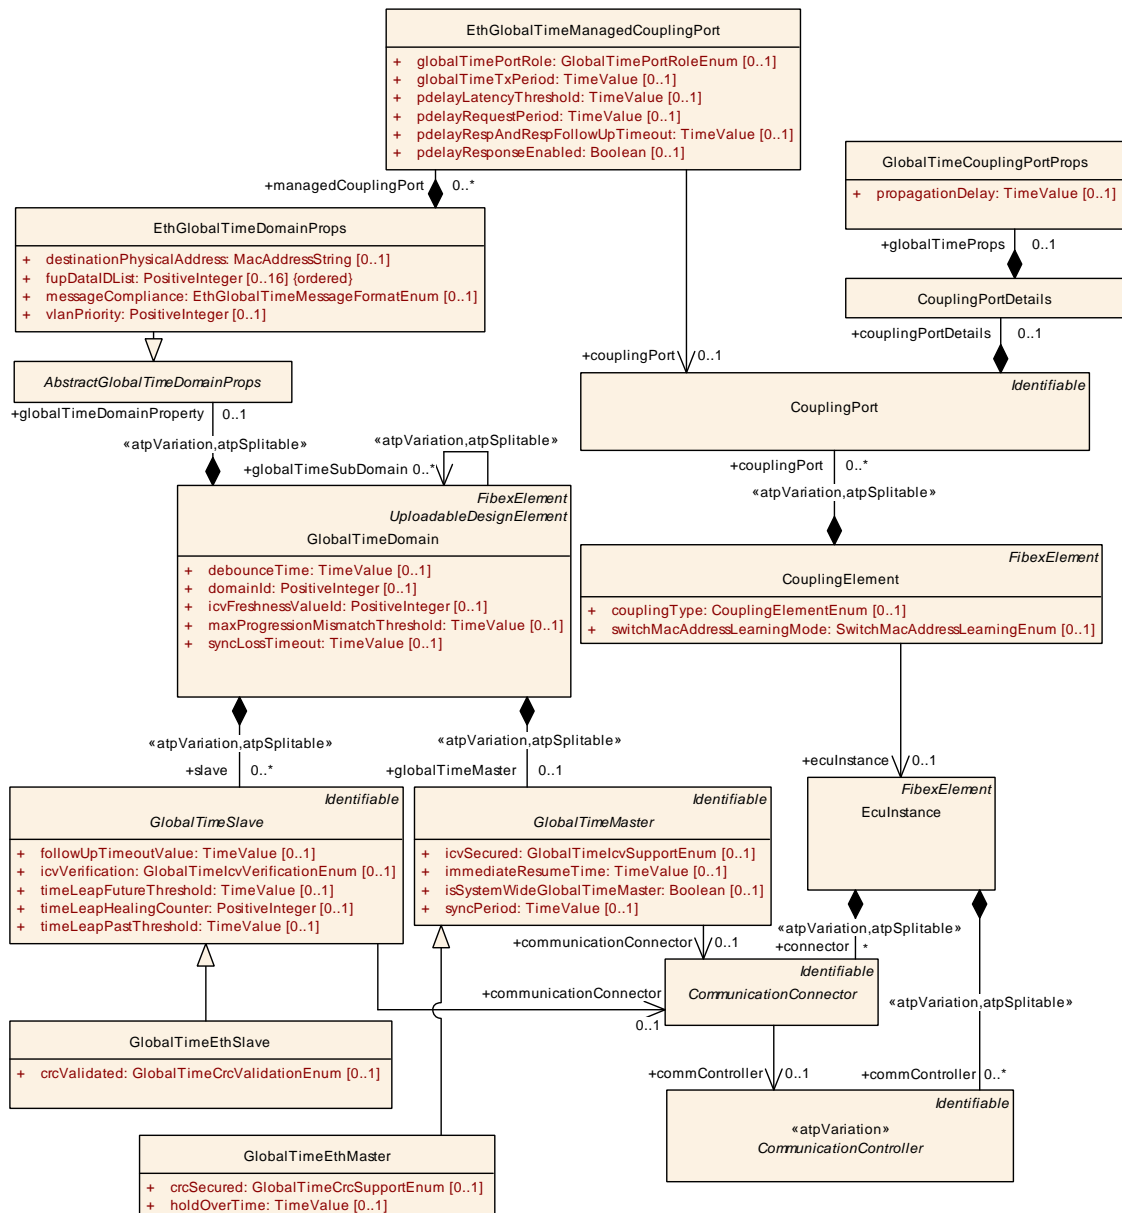 EthGlobalTimeManagedCouplingPort
+ globalTimePortRole: GlobalTimePortRoleEnum [0..1]
+ globalTimeTxPeriod: TimeValue [0..1]
+ pdelayLatencyThreshold: TimeValue [0..1]
+ pdelayRequestPeriod: TimeValue [0..1]
+ pdelayRespAndRespFollowUpTimeout: TimeValue [0..1]
+ pdelayResponseEnabled: Boolean [0..1]
GlobalTimeCouplingPortProps
+ propagationDelay: TimeValue [0..1]
+managedCouplingPort 0..*
EthGlobalTimeDomainProps
+ destinationPhysicalAddress: MacAddressString [0..1]
+ fupDataIDList: PositiveInteger [0..16] {ordered}
+ messageCompliance: EthGlobalTimeMessageFormatEnum [0..1]
+ vlanPriority: PositiveInteger [0..1]
+globalTimeProps 0..1
CouplingPortDetails
+couplingPortDetails 0..1
+couplingPort 0..1
AbstractGlobalTimeDomainProps
+globalTimeDomainProperty 0..1
Identifiable
CouplingPort
«atpVariation,atpSplitable»
«atpVariation,atpSplitable»
+globalTimeSubDomain 0..*
+couplingPort 0..*
«atpVariation,atpSplitable»
FibexElement
UploadableDesignElement
GlobalTimeDomain
+ debounceTime: TimeValue [0..1]
+ domainId: PositiveInteger [0..1]
+ icvFreshnessValueId: PositiveInteger [0..1]
+ maxProgressionMismatchThreshold: TimeValue [0..1]
+ syncLossTimeout: TimeValue [0..1]
FibexElement
CouplingElement
+ couplingType: CouplingElementEnum [0..1]
+ switchMacAddressLearningMode: SwitchMacAddressLearningEnum [0..1]
«atpVariation,atpSplitable»
+slave 0..*
«atpVariation,atpSplitable»
+globalTimeMaster 0..1
+ecuInstance 0..1
Identifiable
GlobalTimeSlave
+ followUpTimeoutValue: TimeValue [0..1]
+ icvVerification: GlobalTimeIcvVerificationEnum [0..1]
+ timeLeapFutureThreshold: TimeValue [0..1]
+ timeLeapHealingCounter: PositiveInteger [0..1]
+ timeLeapPastThreshold: TimeValue [0..1]
Identifiable
GlobalTimeMaster
+ icvSecured: GlobalTimeIcvSupportEnum [0..1]
+ immediateResumeTime: TimeValue [0..1]
+ isSystemWideGlobalTimeMaster: Boolean [0..1]
+ syncPeriod: TimeValue [0..1]
FibexElement
EcuInstance
«atpVariation,atpSplitable»
+connector *
+communicationConnector 0..1
+communicationConnector
0..1
Identifiable
CommunicationConnector
«atpVariation,atpSplitable»
GlobalTimeEthSlave
+ crcValidated: GlobalTimeCrcValidationEnum [0..1]
+commController 0..1
+commController 0..*
Identifiable
«atpVariation»
CommunicationController
GlobalTimeEthMaster
+ crcSecured: GlobalTimeCrcSupportEnum [0..1]
+ holdOverTime: TimeValue [0..1]